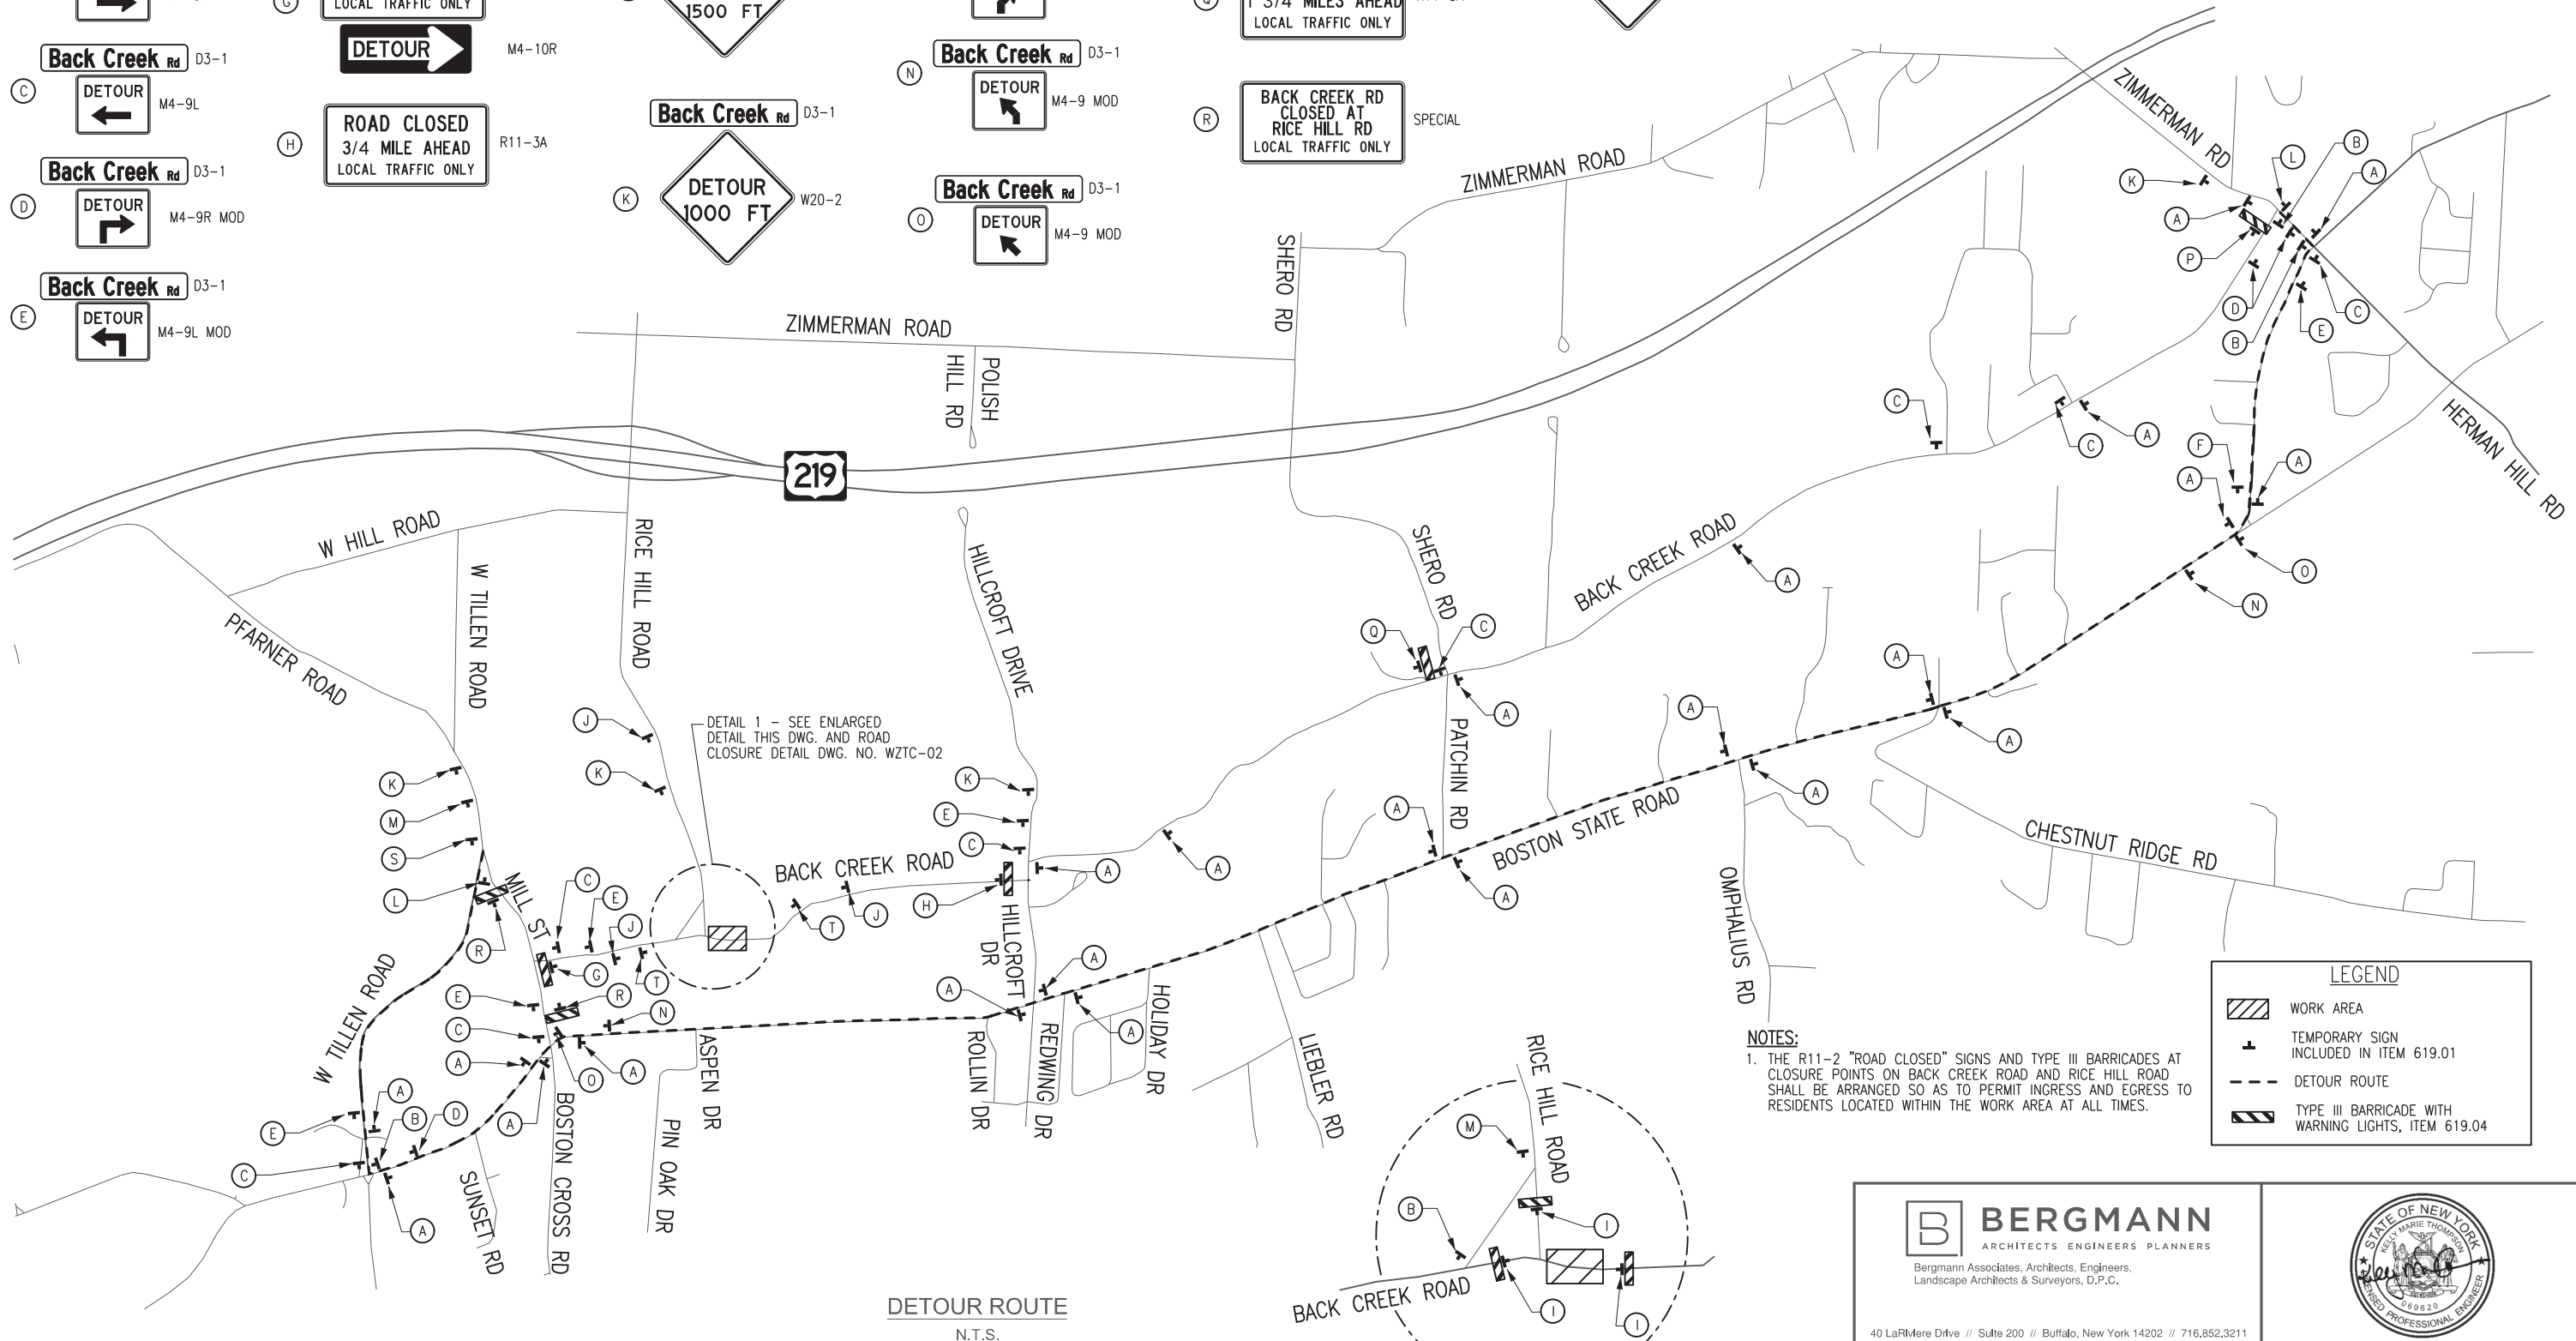 LOCAL TRAFFIC ONLY
1500 FT
1 3/4 MILES AHEAD
LOCAL TRAFFIC ONLY
Back Creek Rd D3-1
C
DETOUR
M4-9L
DETOUR
M4-10R
Back Creek Rd D3-1
D
DETOUR
M4-9R MOD
H
ROAD CLOSED
3/4 MILE AHEAD
LOCAL TRAFFIC ONLY
R11-3A
Back Creek Rd D3-1
E
DETOUR
M4-9L MOD
Back Creek Rd D3-1
K
DETOUR
1000 FT
W20-2
Back Creek Rd D3-1
N
DETOUR
M4-9 MOD
Back Creek Rd D3-1
O
DETOUR
M4-9 MOD
R
BACK CREEK RD
CLOSED AT
RICE HILL RD
LOCAL TRAFFIC ONLY
SPECIAL
ZIMMERMAN RD
ZIMMERMAN ROAD
SHERO RD
ZIMMERMAN ROAD
POLISH
HILL RD
219
K
L
B
A
A
P
D
B
C
E
HERMAN HILL RD
C
C
A
F
A
A
O
N
W HILL ROAD
W TILLEN ROAD
RICE HILL ROAD
HILLCROFT DRIVE
SHERO RD
BACK CREEK ROAD
A
PFARNER ROAD
Q
C
A
PATCHIN RD
A
A
A
A
A
A
BOSTON STATE ROAD
OMPHALIUS RD
CHESTNUT RIDGE RD
DETAIL 1 - SEE ENLARGED
DETAIL THIS DWG. AND ROAD
CLOSURE DETAIL DWG. NO. WZTC-02
J
K
K
M
S
L
R
MILL ST
C
E
J
G
T
R
N
E
C
A
A
O
A
BACK CREEK ROAD
T
J
K
E
C
H
A
A
HILLCROFT
DR
A
A
A
W TILLEN ROAD
E
A
B
D
C
A
SUNSET RD
BOSTON CROSS RD
PIN OAK DR
ASPEN DR
ROLLIN DR
REDWING DR
HOLIDAY DR
LIEBLER RD
RICE HILL ROAD
M
B
I
I
I
BACK CREEK ROAD
NOTES:
1. THE R11-2 "ROAD CLOSED" SIGNS AND TYPE III BARRICADES AT
CLOSURE POINTS ON BACK CREEK ROAD AND RICE HILL ROAD
SHALL BE ARRANGED SO AS TO PERMIT INGRESS AND EGRESS TO
RESIDENTS LOCATED WITHIN THE WORK AREA AT ALL TIMES.
LEGEND
WORK AREA
TEMPORARY SIGN
INCLUDED IN ITEM 619.01
DETOUR ROUTE
TYPE III BARRICADE WITH
WARNING LIGHTS, ITEM 619.04
DETOUR ROUTE
N.T.S.
B BERGMANN
ARCHITECTS ENGINEERS PLANNERS
Bergmann Associates, Architects, Engineers,
Landscape Architects & Surveyors, D.P.C.
40 LaRiviere Drive // Suite 200 // Buffalo, New York 14202 // 716.852.3211
STATE OF NEW YORK
KELLY MARIE THOMPSON
069620
LICENSED PROFESSIONAL ENGINEER